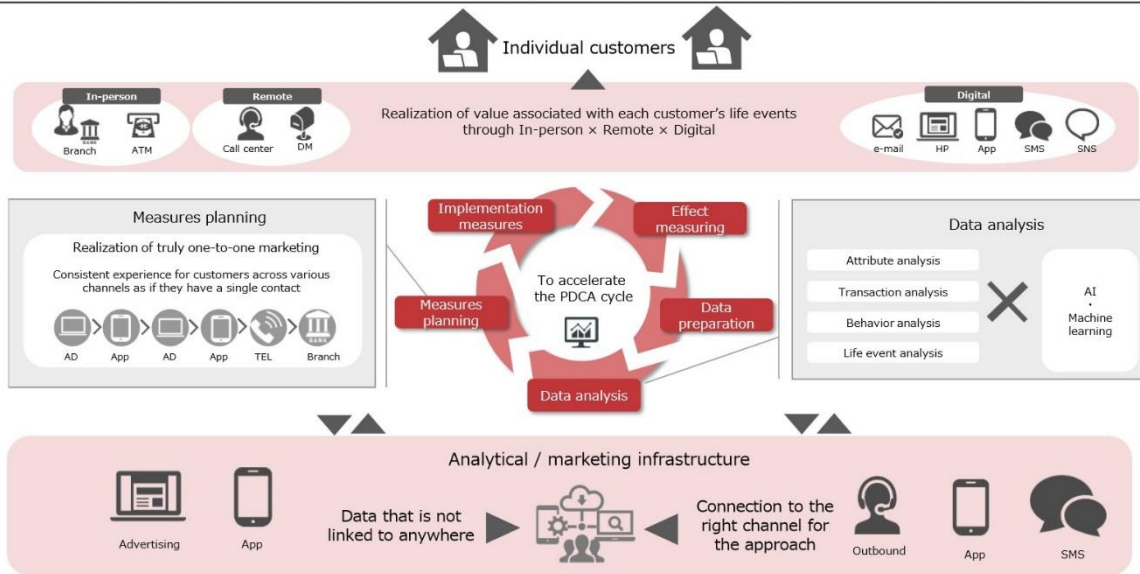 Individual customers
In-person
Branch
ATM
Remote
Call center
DM
Realization of value associated with each customer's life events
through In-person × Remote × Digital
Digital
e-mail
HP
App
SMS
SNS
Measures planning
Realization of truly one-to-one marketing
Consistent experience for customers across various
channels as if they have a single contact
AD
App
AD
App
TEL
BANK
Branch
Implementation
measures
Effect
measuring
To accelerate
the PDCA cycle
Measures
planning
Data
preparation
Data analysis
Data analysis
Attribute analysis
Transaction analysis
Behavior analysis
Life event analysis
AI
・
Machine
learning
Analytical / marketing infrastructure
Advertising
App
Data that is not
linked to anywhere
Connection to the
right channel for
the approach
Outbound
App
SMS